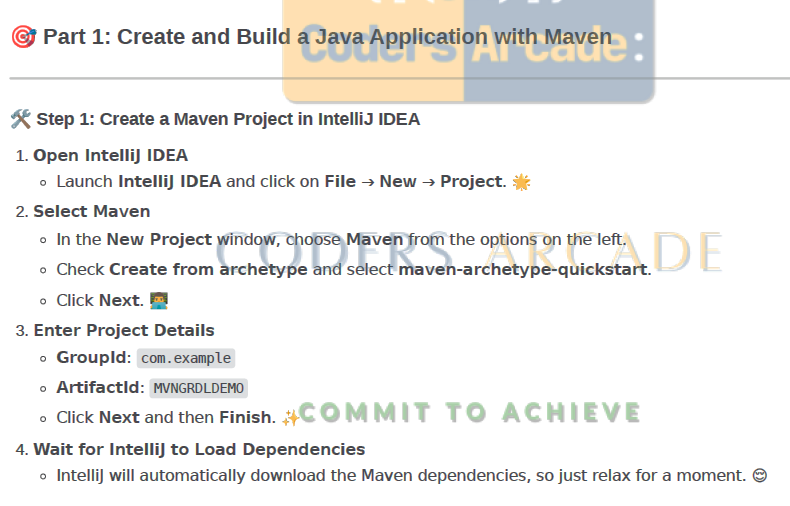 🎯 Part 1: Create and Build a Java Application with Maven
Coders Arcade:
🛠️ Step 1: Create a Maven Project in IntelliJ IDEA
1. Open IntelliJ IDEA
○ Launch IntelliJ IDEA and click on File → New → Project. 🌟
2. Select Maven
○ In the New Project window, choose Maven from the options on the left.
CODERS ARCADE
○ Check Create from archetype and select maven-archetype-quickstart.
○ Click Next. 👨‍💻
3. Enter Project Details
○ GroupId: com.example
○ ArtifactId: MVNGRDLDEMO
○ Click Next and then Finish. ✨
COMMIT TO ACHIEVE
4. Wait for IntelliJ to Load Dependencies
○ IntelliJ will automatically download the Maven dependencies, so just relax for a moment. 😌